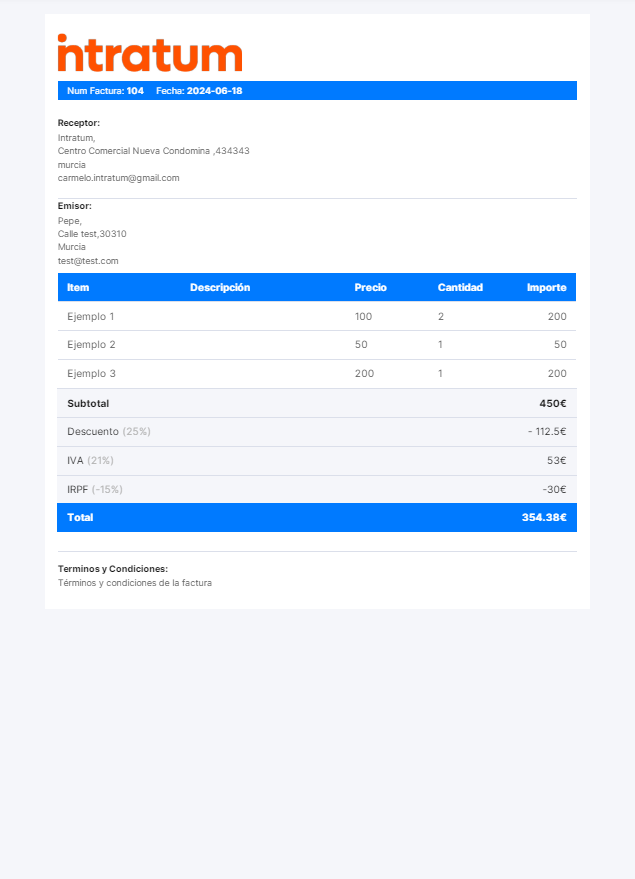 intratum
Num Factura: 104 Fecha: 2024-06-18
Receptor:
Intratum,
Centro Comercial Nueva Condomina ,434343
murcia
carmelo.intratum@gmail.com
Emisor:
Pepe,
Calle test,30310
Murcia
test@test.com
Item Descripción Precio Cantidad Importe
Ejemplo 1 100 2 200
Ejemplo 2 50 1 50
Ejemplo 3 200 1 200
Subtotal 450€
Descuento (25%) - 112.5€
IVA (21%) 53€
IRPF (-15%) -30€
Total 354.38€
Terminos y Condiciones:
Términos y condiciones de la factura